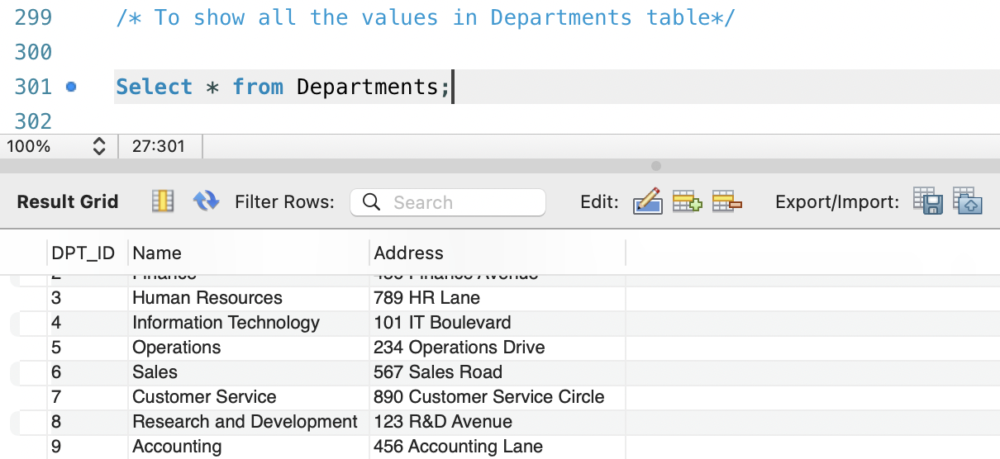 299 /* To show all the values in Departments table*/
300
301 Select * from Departments;
302
100% 27:301
Result Grid Filter Rows: Search Edit: Export/Import:
DPT_ID Name Address
2 Finance 456 Finance Avenue
3 Human Resources 789 HR Lane
4 Information Technology 101 IT Boulevard
5 Operations 234 Operations Drive
6 Sales 567 Sales Road
7 Customer Service 890 Customer Service Circle
8 Research and Development 123 R&D Avenue
9 Accounting 456 Accounting Lane